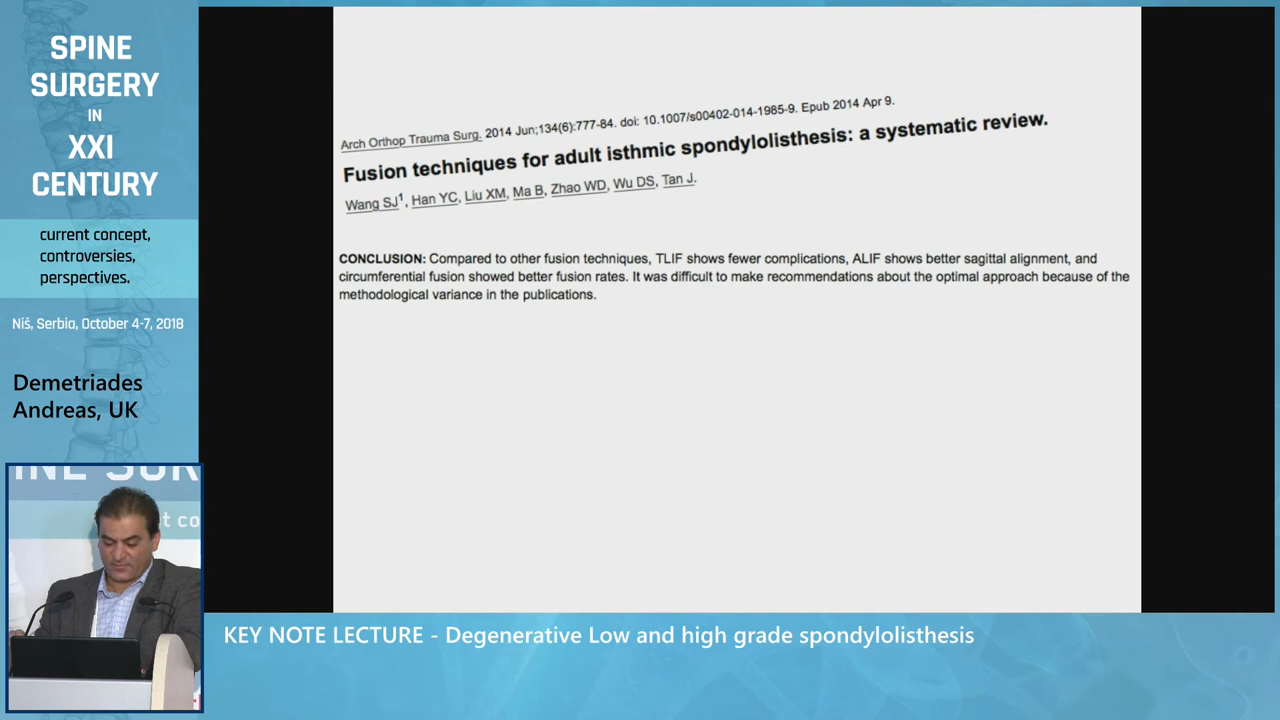 SPINE
SURGERY
IN
XXI
CENTURY
current concept,
controversies,
perspectives.
Niš, Serbia, October 4-7, 2018
Demetriades
Andreas, UK
Arch Orthop Trauma Surg. 2014 Jun;134(6):777-84. doi: 10.1007/s00402-014-1985-9. Epub 2014 Apr 9.
Fusion techniques for adult isthmic spondylolisthesis: a systematic review.
Wang SJ1, Han YC, Liu XM, Ma B, Zhao WD, Wu DS, Tan J.
CONCLUSION: Compared to other fusion techniques, TLIF shows fewer complications, ALIF shows better sagittal alignment, and
circumferential fusion showed better fusion rates. It was difficult to make recommendations about the optimal approach because of the
methodological variance in the publications.
INE SUR
t co
KEY NOTE LECTURE - Degenerative Low and high grade spondylolisthesis